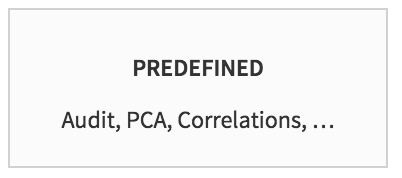 PREDEFINED
Audit, PCA, Correlations, ...